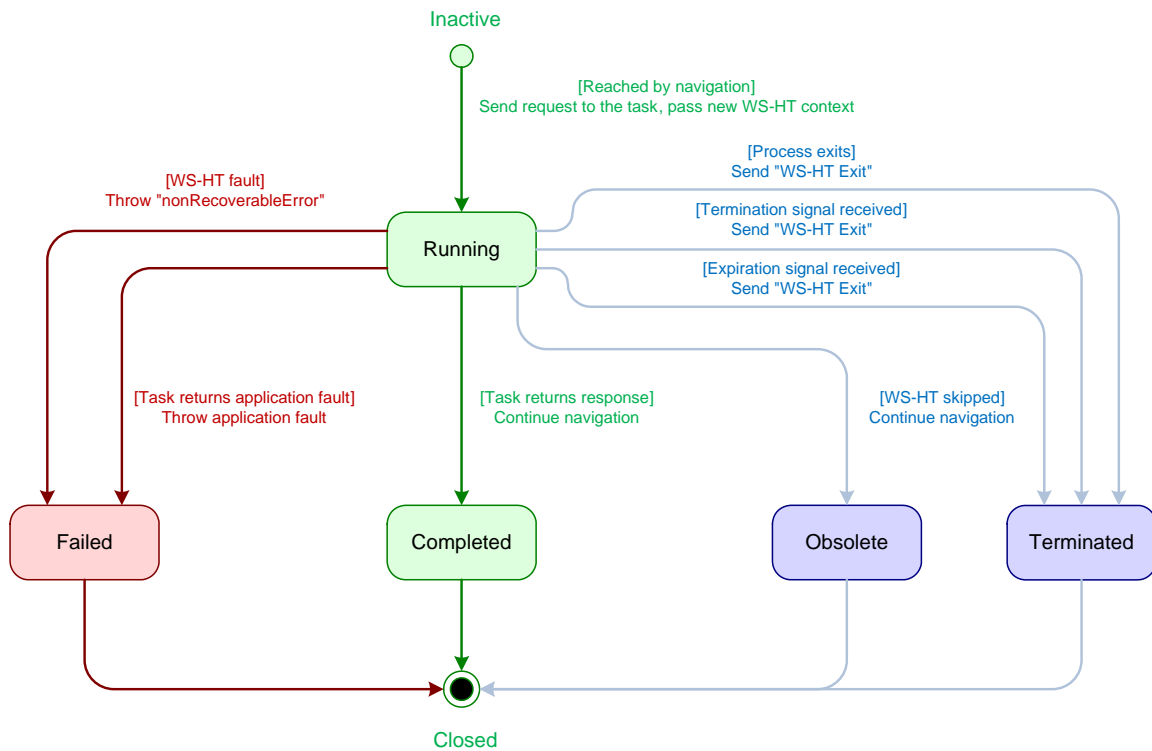 Inactive
[Reached by navigation]
Send request to the task, pass new WS-HT context
[Process exits]
Send "WS-HT Exit"
[WS-HT fault]
Throw "nonRecoverableError"
[Termination signal received]
Send "WS-HT Exit"
Running
[Expiration signal received]
Send "WS-HT Exit"
[Task returns application fault]
Throw application fault
[Task returns response]
Continue navigation
[WS-HT skipped]
Continue navigation
Failed
Completed
Obsolete
Terminated
Closed